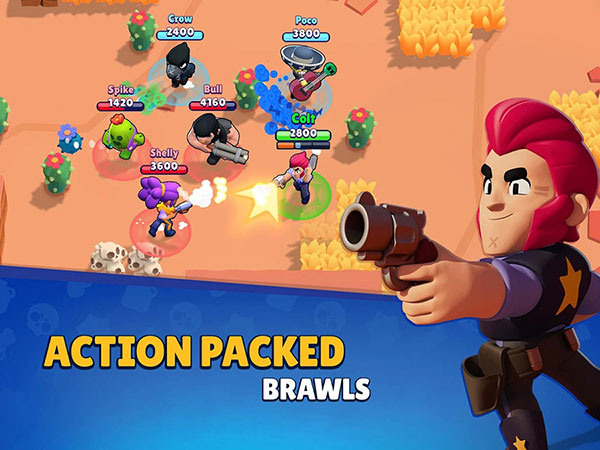 Crow
2400
Poco
3800
Spike
1420
Bull
4160
Colt
2800
Shelly
3600
ACTION PACKED
BRAWLS